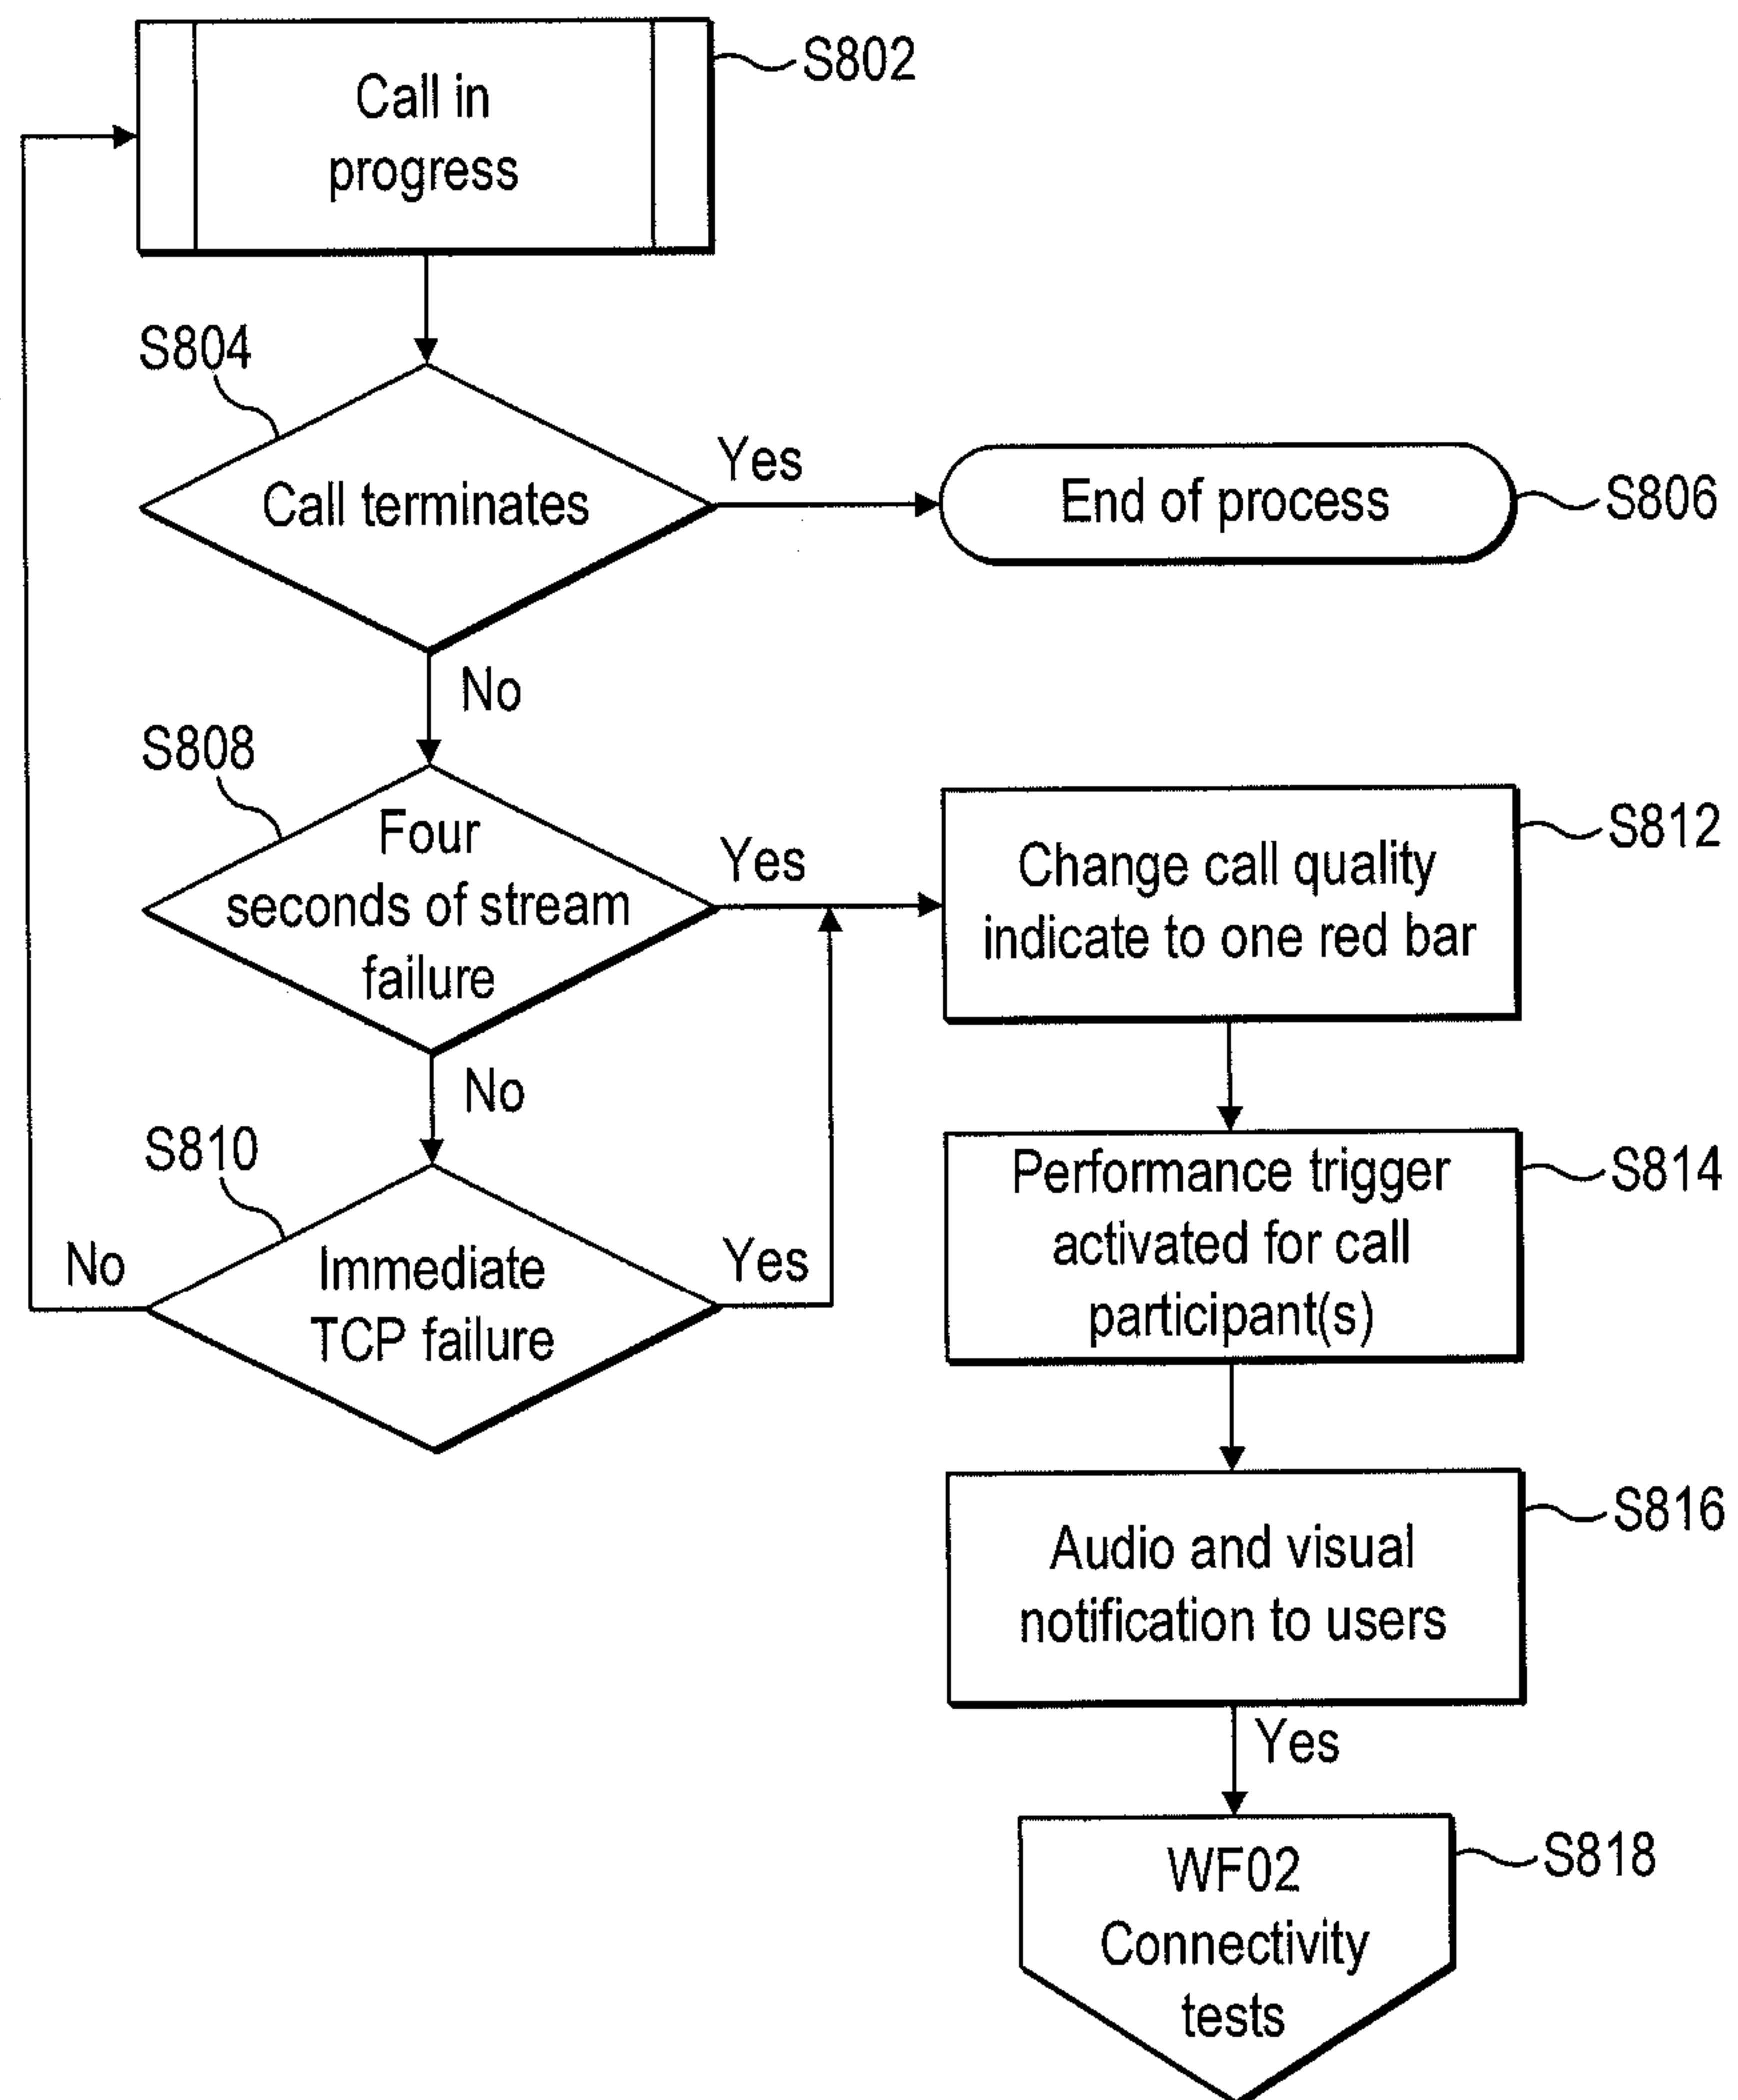 Call in
progress
S802
S804
Call terminates
Yes
End of process
S806
No
S808
Four
seconds of stream
failure
Yes
Change call quality
indicate to one red bar
S812
No
S810
No
Immediate
TCP failure
Yes
Performance trigger
activated for call
participant(s)
S814
Audio and visual
notification to users
S816
Yes
WF02
Connectivity
tests
S818